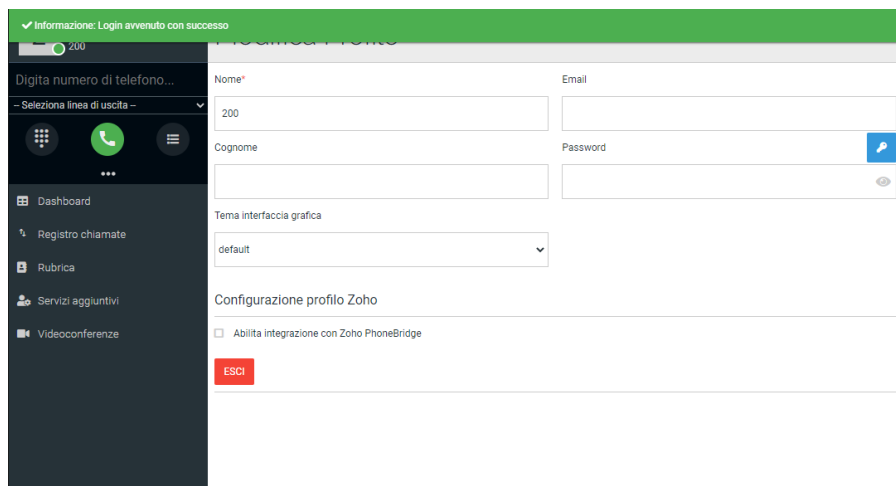 Informazione: Login avvenuto con successo
200
Modifica Profilo
Digita numero di telefono...
-- Seleziona linea di uscita --
Dashboard
Registro chiamate
Rubrica
Servizi aggiuntivi
Videoconferenze
Nome*
Email
200
Cognome
Password
Tema interfaccia grafica
default
Configurazione profilo Zoho
Abilita integrazione con Zoho PhoneBridge
ESCI